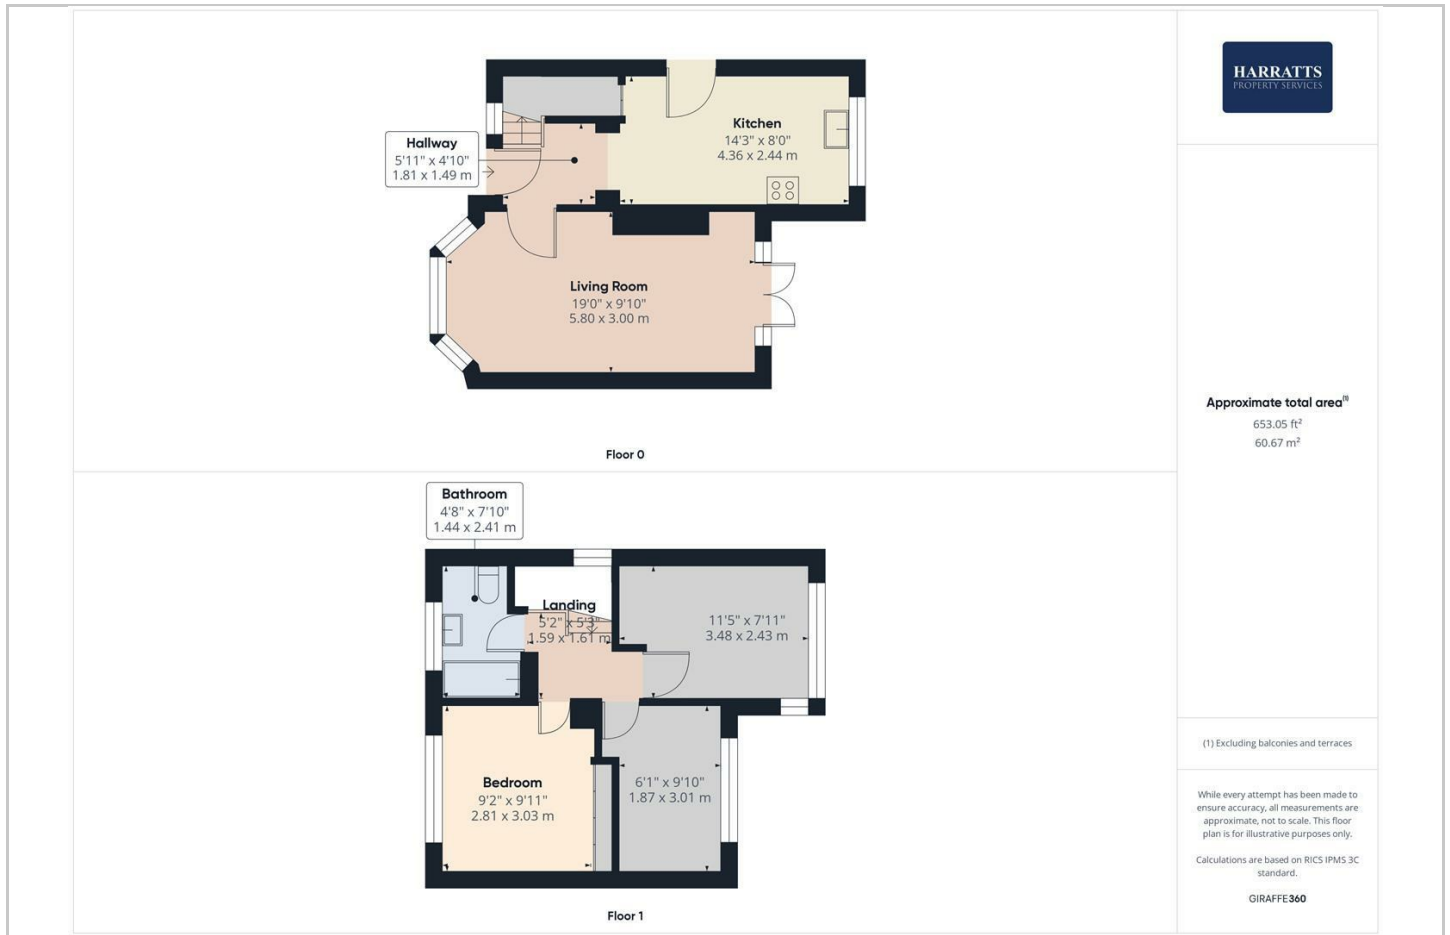 HARRATTS
PROPERTY SERVICES
Hallway
5'11" x 4'10"
1.81 x 1.49 m
Kitchen
14'3" x 8'0"
4.36 x 2.44 m
Living Room
19'0" x 9'10"
5.80 x 3.00 m
Floor 0
Approximate total area(1)
653.05 ft²
60.67 m²
Bathroom
4'8" x 7'10"
1.44 x 2.41 m
Landing
5'2" x 5'3"
1.59 x 1.61 m
11'5" x 7'11"
3.48 x 2.43 m
Bedroom
9'2" x 9'11"
2.81 x 3.03 m
6'1" x 9'10"
1.87 x 3.01 m
Floor 1
(1) Excluding balconies and terraces
While every attempt has been made to
ensure accuracy, all measurements are
approximate, not to scale. This floor
plan is for illustrative purposes only.
Calculations are based on RICS IPMS 3C
standard.
GIRAFFE360